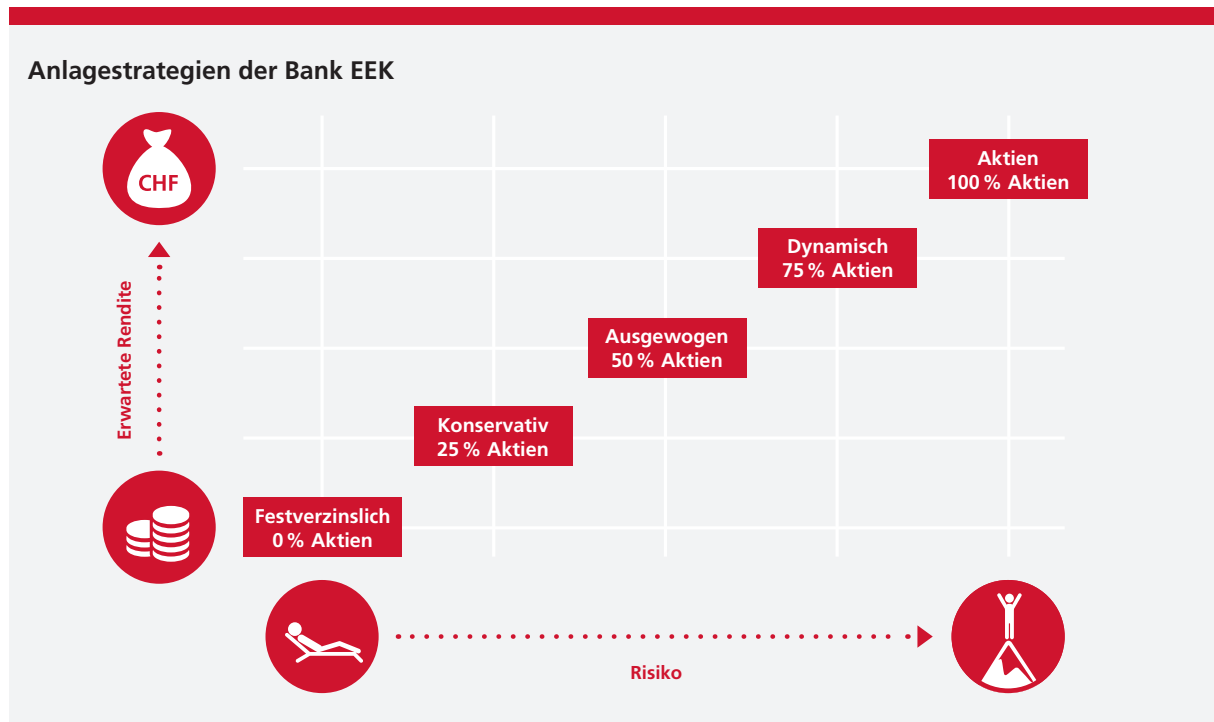 Anlagestrategien der Bank EEK
CHF
Aktien
100 % Aktien
Dynamisch
75 % Aktien
Ausgewogen
50 % Aktien
Erwartete Rendite
Konservativ
25 % Aktien
Festverzinslich
0 % Aktien
Risiko